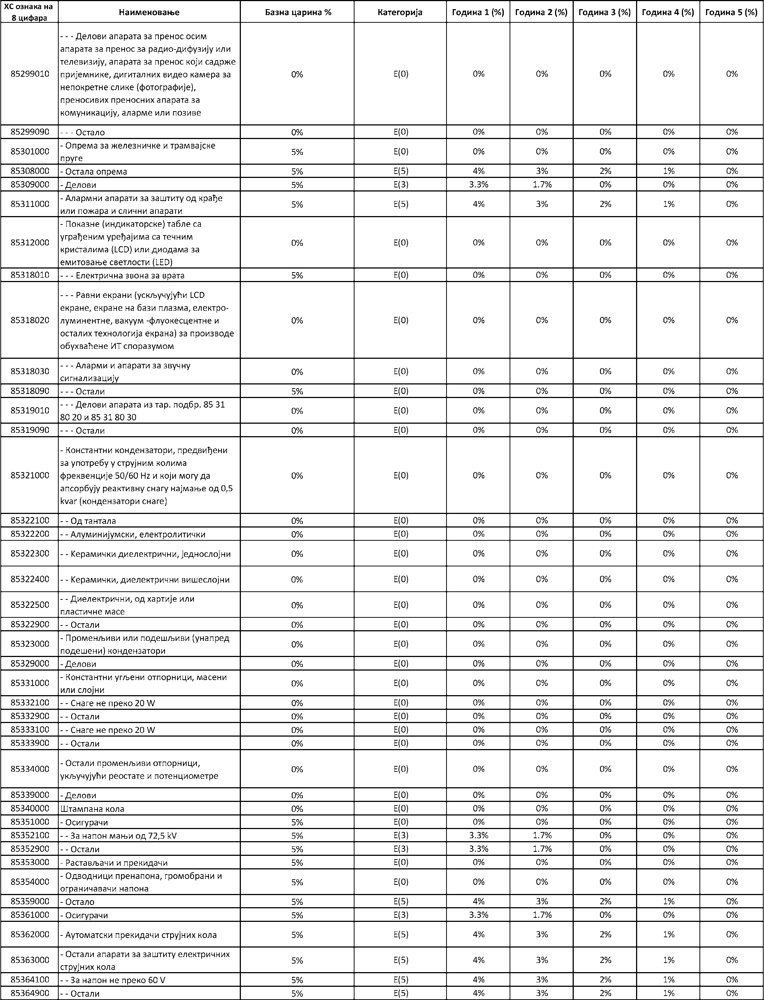 ХС ознака на
8 цифара Наименовање Базна царина % Категорија Година 1 (%) Година 2 (%) Година 3 (%) Година 4 (%) Година 5 (%)
- - - Делови апарата за пренос осим
апарата за пренос за радио-дифузију или
телевизију, апарата за пренос који садрже
85299010 пријемнике, дигиталних видео камера за 0% E(0) 0% 0% 0% 0% 0%
непокретне слике (фотографије),
преносивих преносних апарата за
комуникацију, аларме или позиве
85299090 - - - Остало 0% E(0) 0% 0% 0% 0% 0%
85301000 - Опрема за железничке и трамвајске 5% E(0) 0% 0% 0% 0% 0%
пруге
85308000 - Остала опрема 5% E(5) 4% 3% 2% 1% 0%
85309000 - Делови 5% E(3) 3.3% 1.7% 0% 0% 0%
85311000 - Алармни апарати за заштиту од крађе 5% E(5) 4% 3% 2% 1% 0%
или пожара и слични апарати
- Показне (индикаторске) табле са
85312000 уграђеним уређајима са течним 0% E(0) 0% 0% 0% 0% 0%
кристалима (LCD) или диодама за
емитовање светлости (LED)
85318010 - - - Електрична звона за врата 5% E(0) 0% 0% 0% 0% 0%
- - - Равни екрани (ускључујући LCD
екране, екране на бази плазма, електро-
85318020 луминентне, вакуум -флуокесцентне и 0% E(0) 0% 0% 0% 0% 0%
осталих технологија екрана) за производе
обухваћене ИТ споразумом
85318030 - - - Аларми и апарати за звучну 0% E(0) 0% 0% 0% 0% 0%
сигнализацију
85318090 - - - Остали 5% E(0) 0% 0% 0% 0% 0%
85319010 - - - Делови апарата из тар. подбр. 85 31 0% E(0) 0% 0% 0% 0% 0%
80 20 и 85 31 80 30
85319090 - - - Остали 0% E(0) 0% 0% 0% 0% 0%
- Константни кондензатори, предвиђени
за употребу у струјним колима
85321000 фреквенције 50/60 Hz и који могу да 0% E(0) 0% 0% 0% 0% 0%
апсорбују реактивну снагу најмање од 0,5
kvar (кондензатори снаге)
85322100 - - Од тантала 0% E(0) 0% 0% 0% 0% 0%
85322200 - - Алуминијумски, електролитички 0% E(0) 0% 0% 0% 0% 0%
85322300 - - Керамички диелектрични, једнослојни 0% E(0) 0% 0% 0% 0% 0%
85322400 - - Керамички, диелектрични вишеслојни 0% E(0) 0% 0% 0% 0% 0%
85322500 - - Диелектрични, од хартије или 0% E(0) 0% 0% 0% 0% 0%
пластичне масе
85322900 - - Остали 0% E(0) 0% 0% 0% 0% 0%
85323000 - Променљиви или подешљиви (унапред 0% E(0) 0% 0% 0% 0% 0%
подешени) кондензатори
85329000 - Делови 0% E(0) 0% 0% 0% 0% 0%
85331000 - Константни угљени отпорници, масени 0% E(0) 0% 0% 0% 0% 0%
или слојни
85332100 - - Снаге не преко 20 W 0% E(0) 0% 0% 0% 0% 0%
85332900 - - Остали 0% E(0) 0% 0% 0% 0% 0%
85333100 - - Снаге не преко 20 W 0% E(0) 0% 0% 0% 0% 0%
85333900 - - Остали 0% E(0) 0% 0% 0% 0% 0%
85334000 - Остали променљиви отпорници, 0% E(0) 0% 0% 0% 0% 0%
укључујући реостате и потенциометре
85339000 - Делови 0% E(0) 0% 0% 0% 0% 0%
85340000 Штампана кола 0% E(0) 0% 0% 0% 0% 0%
85351000 - Осигурачи 5% E(0) 0% 0% 0% 0% 0%
85352100 - - За напон мањи од 72,5 kV 5% E(3) 3.3% 1.7% 0% 0% 0%
85352900 - - Остали 5% E(3) 3.3% 1.7% 0% 0% 0%
85353000 - Растављачи и прекидачи 5% E(0) 0% 0% 0% 0% 0%
85354000 - Одводници пренапона, громобрани и 5% E(0) 0% 0% 0% 0% 0%
ограничавачи напона
85359000 - Остало 5% E(5) 4% 3% 2% 1% 0%
85361000 - Осигурачи 5% E(3) 3.3% 1.7% 0% 0% 0%
85362000 - Аутоматски прекидачи струјних кола 5% E(5) 4% 3% 2% 1% 0%
85363000 - Остали апарати за заштиту електричних 5% E(5) 4% 3% 2% 1% 0%
струјних кола
85364100 - - За напон не преко 60 V 5% E(5) 4% 3% 2% 1% 0%
85364900 - - Остали 5% E(5) 4% 3% 2% 1% 0%